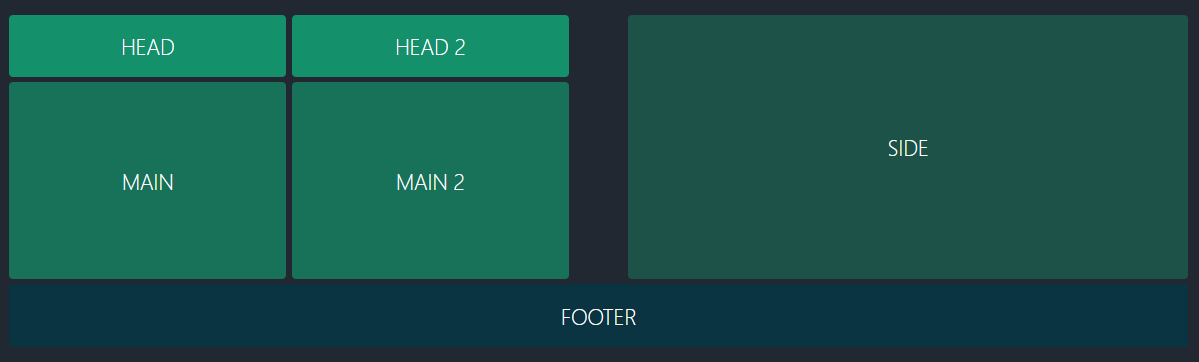 HEAD
HEAD 2
MAIN
MAIN 2
SIDE
FOOTER